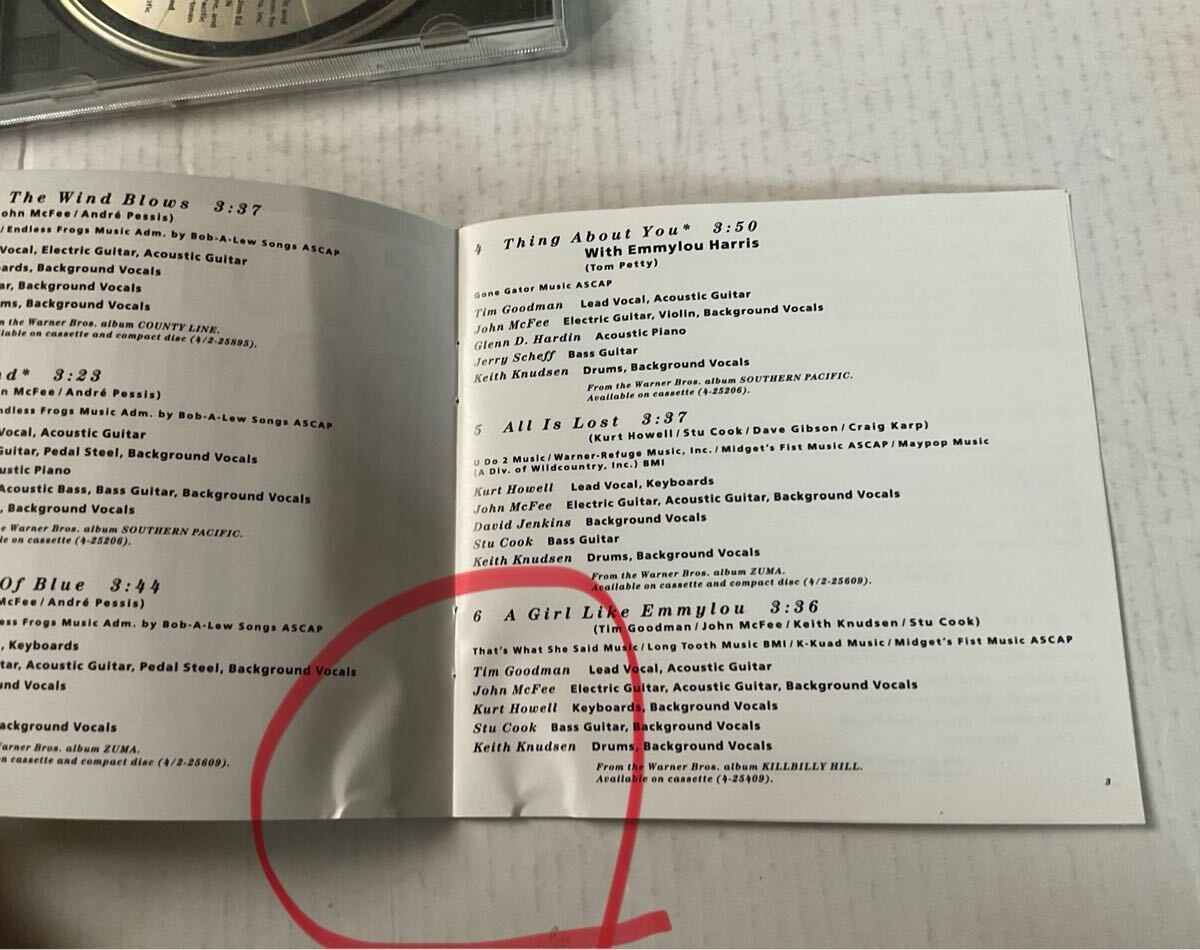 The Wind Blows 3:37
ohn McFee / André Pessis)
/ Endless Frogs Music Adm. by Bob-A-Lew Songs ASCAP
Vocal, Electric Guitar, Acoustic Guitar
ards, Background Vocals
ar, Background Vocals
ms, Background Vocals
m the Warner Bros. album COUNTY LINE.
ilable on cassette and compact disc (4/2-25895).
nd* 3:23
n McFee / André Pessis)
ndless Frogs Music Adm. by Bob-A-Lew Songs ASCAP
Vocal, Acoustic Guitar
Guitar, Pedal Steel, Background Vocals
ustic Piano
Acoustic Bass, Bass Guitar, Background Vocals
, Background Vocals
e Warner Bros. album SOUTHERN PACIFIC.
le on cassette (4-25206).
Of Blue 3:44
McFee / André Pessis)
less Frogs Music Adm. by Bob-A-Lew Songs ASCAP
, Keyboards
tar, Acoustic Guitar, Pedal Steel, Background Vocals
und Vocals
ackground Vocals
Warner Bros. album ZUMA.
n cassette and compact disc (4/2-25609).
4 Thing About You* 3:50
With Emmylou Harris
(Tom Petty)
Gone Gator Music ASCAP
Tim Goodman Lead Vocal, Acoustic Guitar
John McFee Electric Guitar, Violin, Background Vocals
Glenn D. Hardin Acoustic Piano
Jerry Scheff Bass Guitar
Keith Knudsen Drums, Background Vocals
From the Warner Bros. album SOUTHERN PACIFIC.
Available on cassette (4-25206).
5 All Is Lost 3:37
(Kurt Howell / Stu Cook / Dave Gibson / Craig Karp)
U Do 2 Music / Warner-Refuge Music, Inc. / Midget's Fist Music ASCAP / Maypop Music
(A Div. of Wildcountry, Inc.) BMI
Kurt Howell Lead Vocal, Keyboards
John McFee Electric Guitar, Acoustic Guitar, Background Vocals
David Jenkins Background Vocals
Stu Cook Bass Guitar
Keith Knudsen Drums, Background Vocals
From the Warner Bros. album ZUMA.
Available on cassette and compact disc (4/2-25609).
6 A Girl Like Emmylou 3:36
(Tim Goodman / John McFee / Keith Knudsen / Stu Cook)
That's What She Said Music / Long Tooth Music BMI / K-Kuad Music / Midget's Fist Music ASCAP
Tim Goodman Lead Vocal, Acoustic Guitar
John McFee Electric Guitar, Acoustic Guitar, Background Vocals
Kurt Howell Keyboards, Background Vocals
Stu Cook Bass Guitar, Background Vocals
Keith Knudsen Drums, Background Vocals
From the Warner Bros. album KILLBILLY HILL.
Available on cassette (4-25409).
3